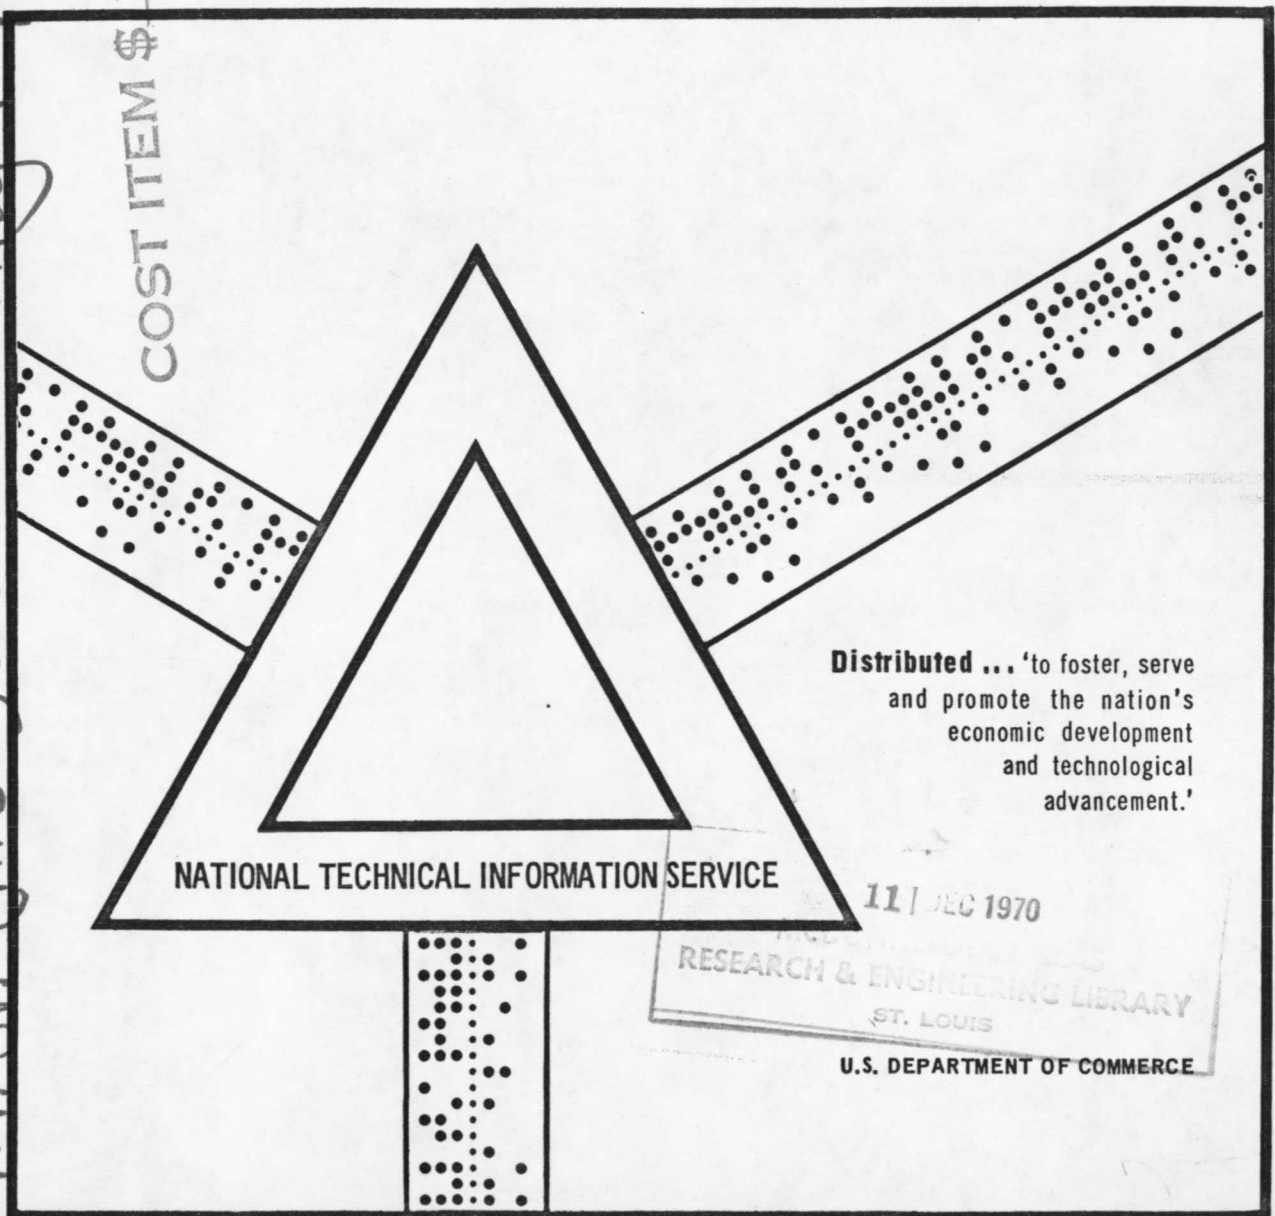 COST ITEM $
Distributed ... ‘to foster, serve
and promote the nation's
economic development
and technological
advancement.’
NATIONAL TECHNICAL INFORMATION SERVICE
11 DEC 1970
RESEARCH & ENGINEERING LIBRARY
ST. LOUIS
U.S. DEPARTMENT OF COMMERCE